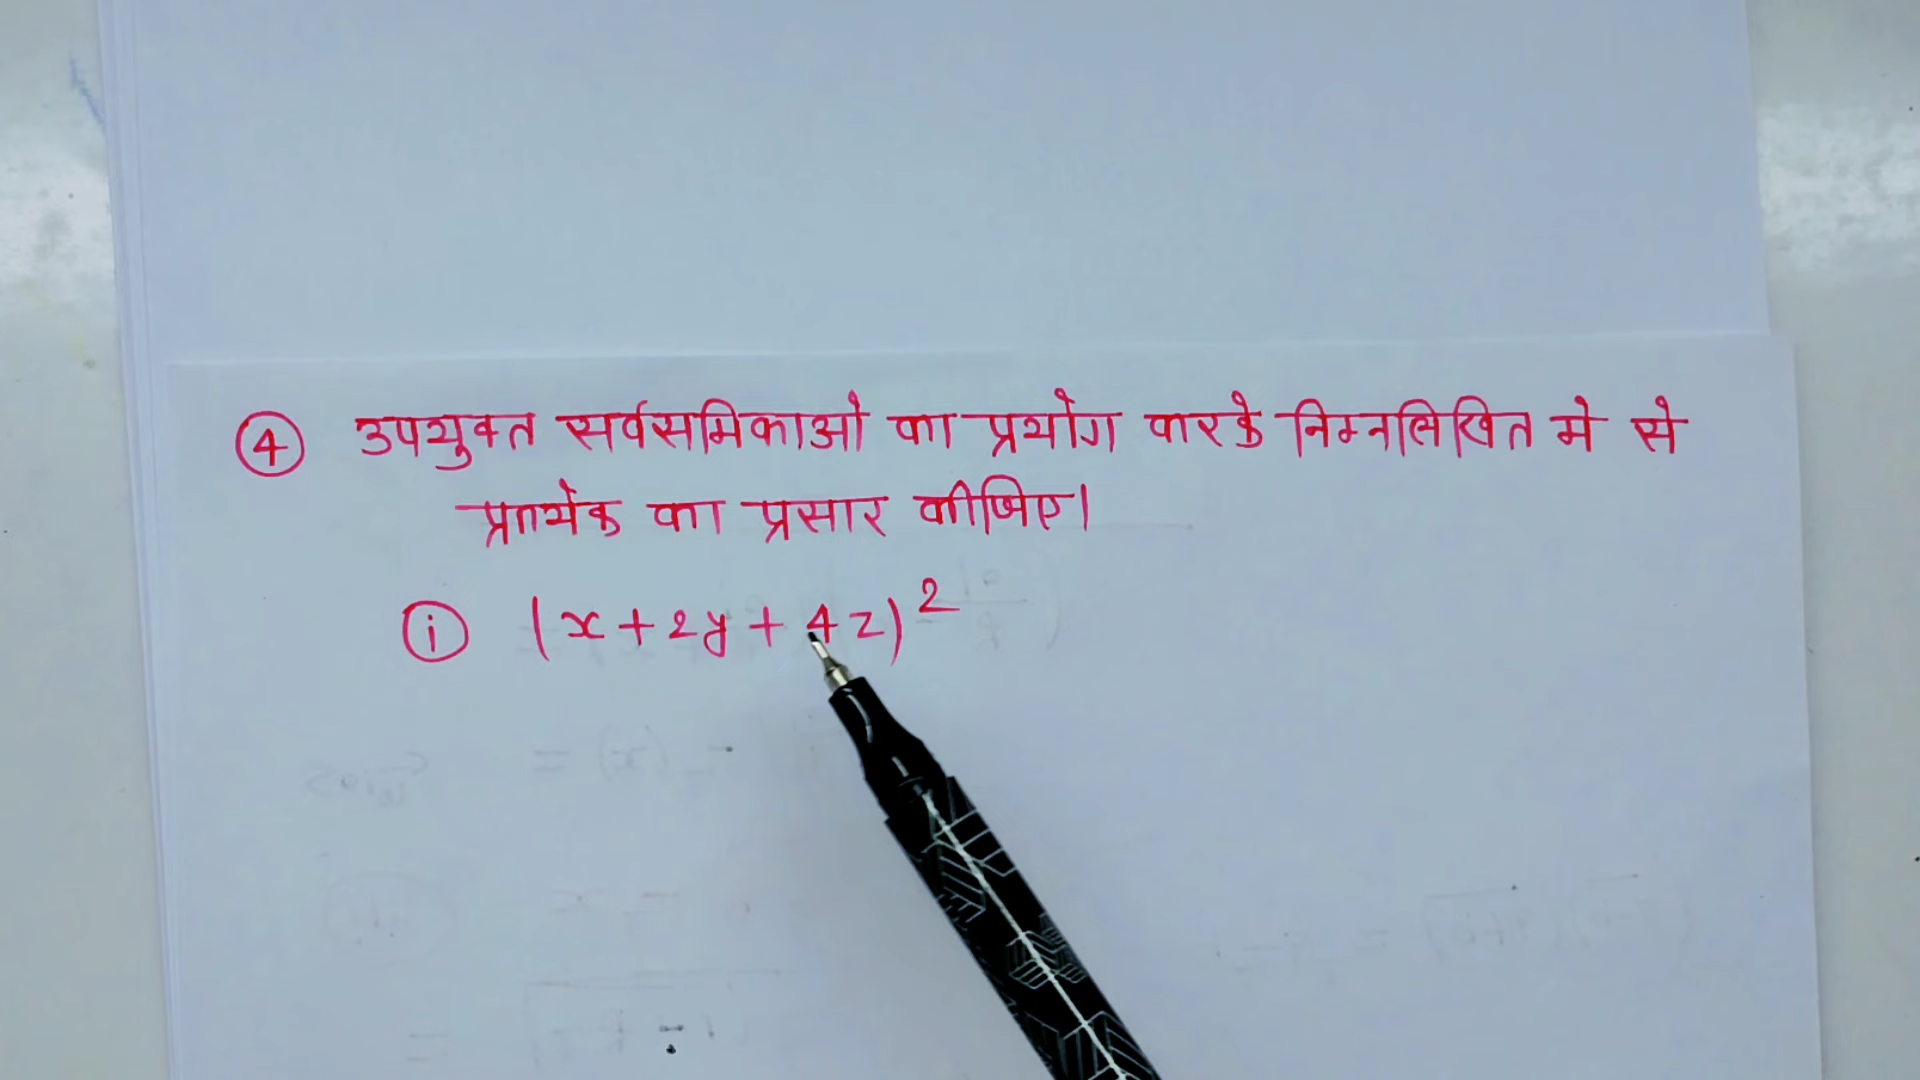 ④ उपयुक्त सर्वसमिकाओ का प्रयोग करके निम्नलिखित मे से
प्रत्येक का प्रसार कीजिए।
ⓘ (x+2y+4z)²